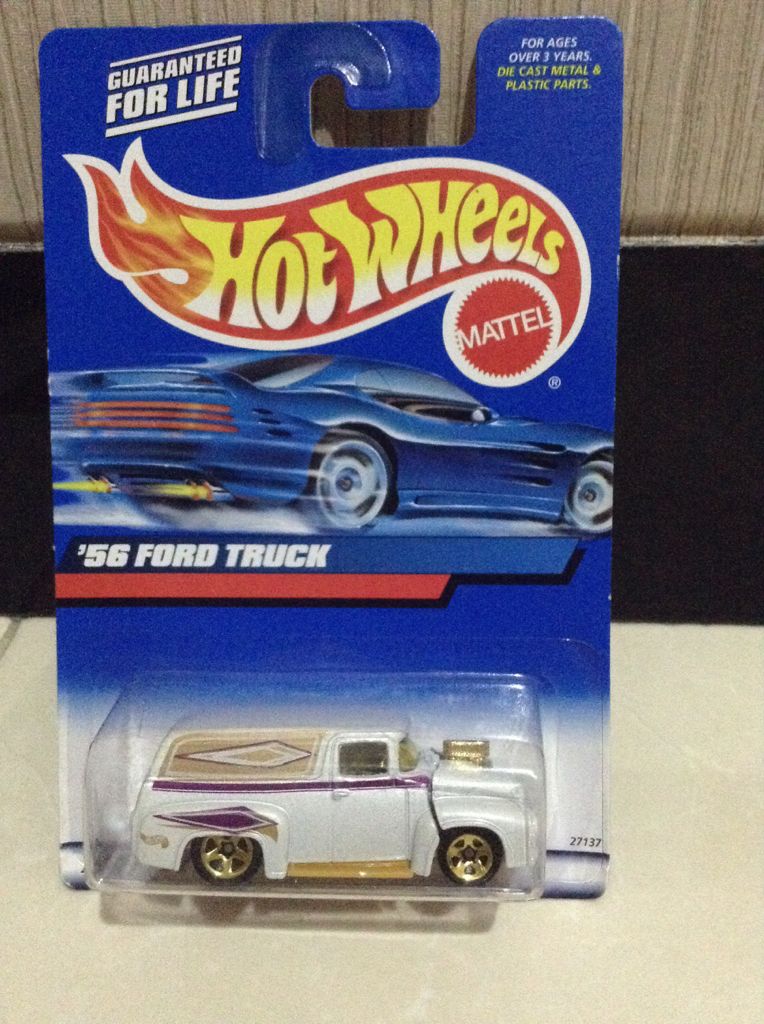 GUARANTEED
FOR LIFE
FOR AGES
OVER 3 YEARS.
DIE CAST METAL &
PLASTIC PARTS.
HOT WHEELS
MATTEL
®
'56 FORD TRUCK
27137